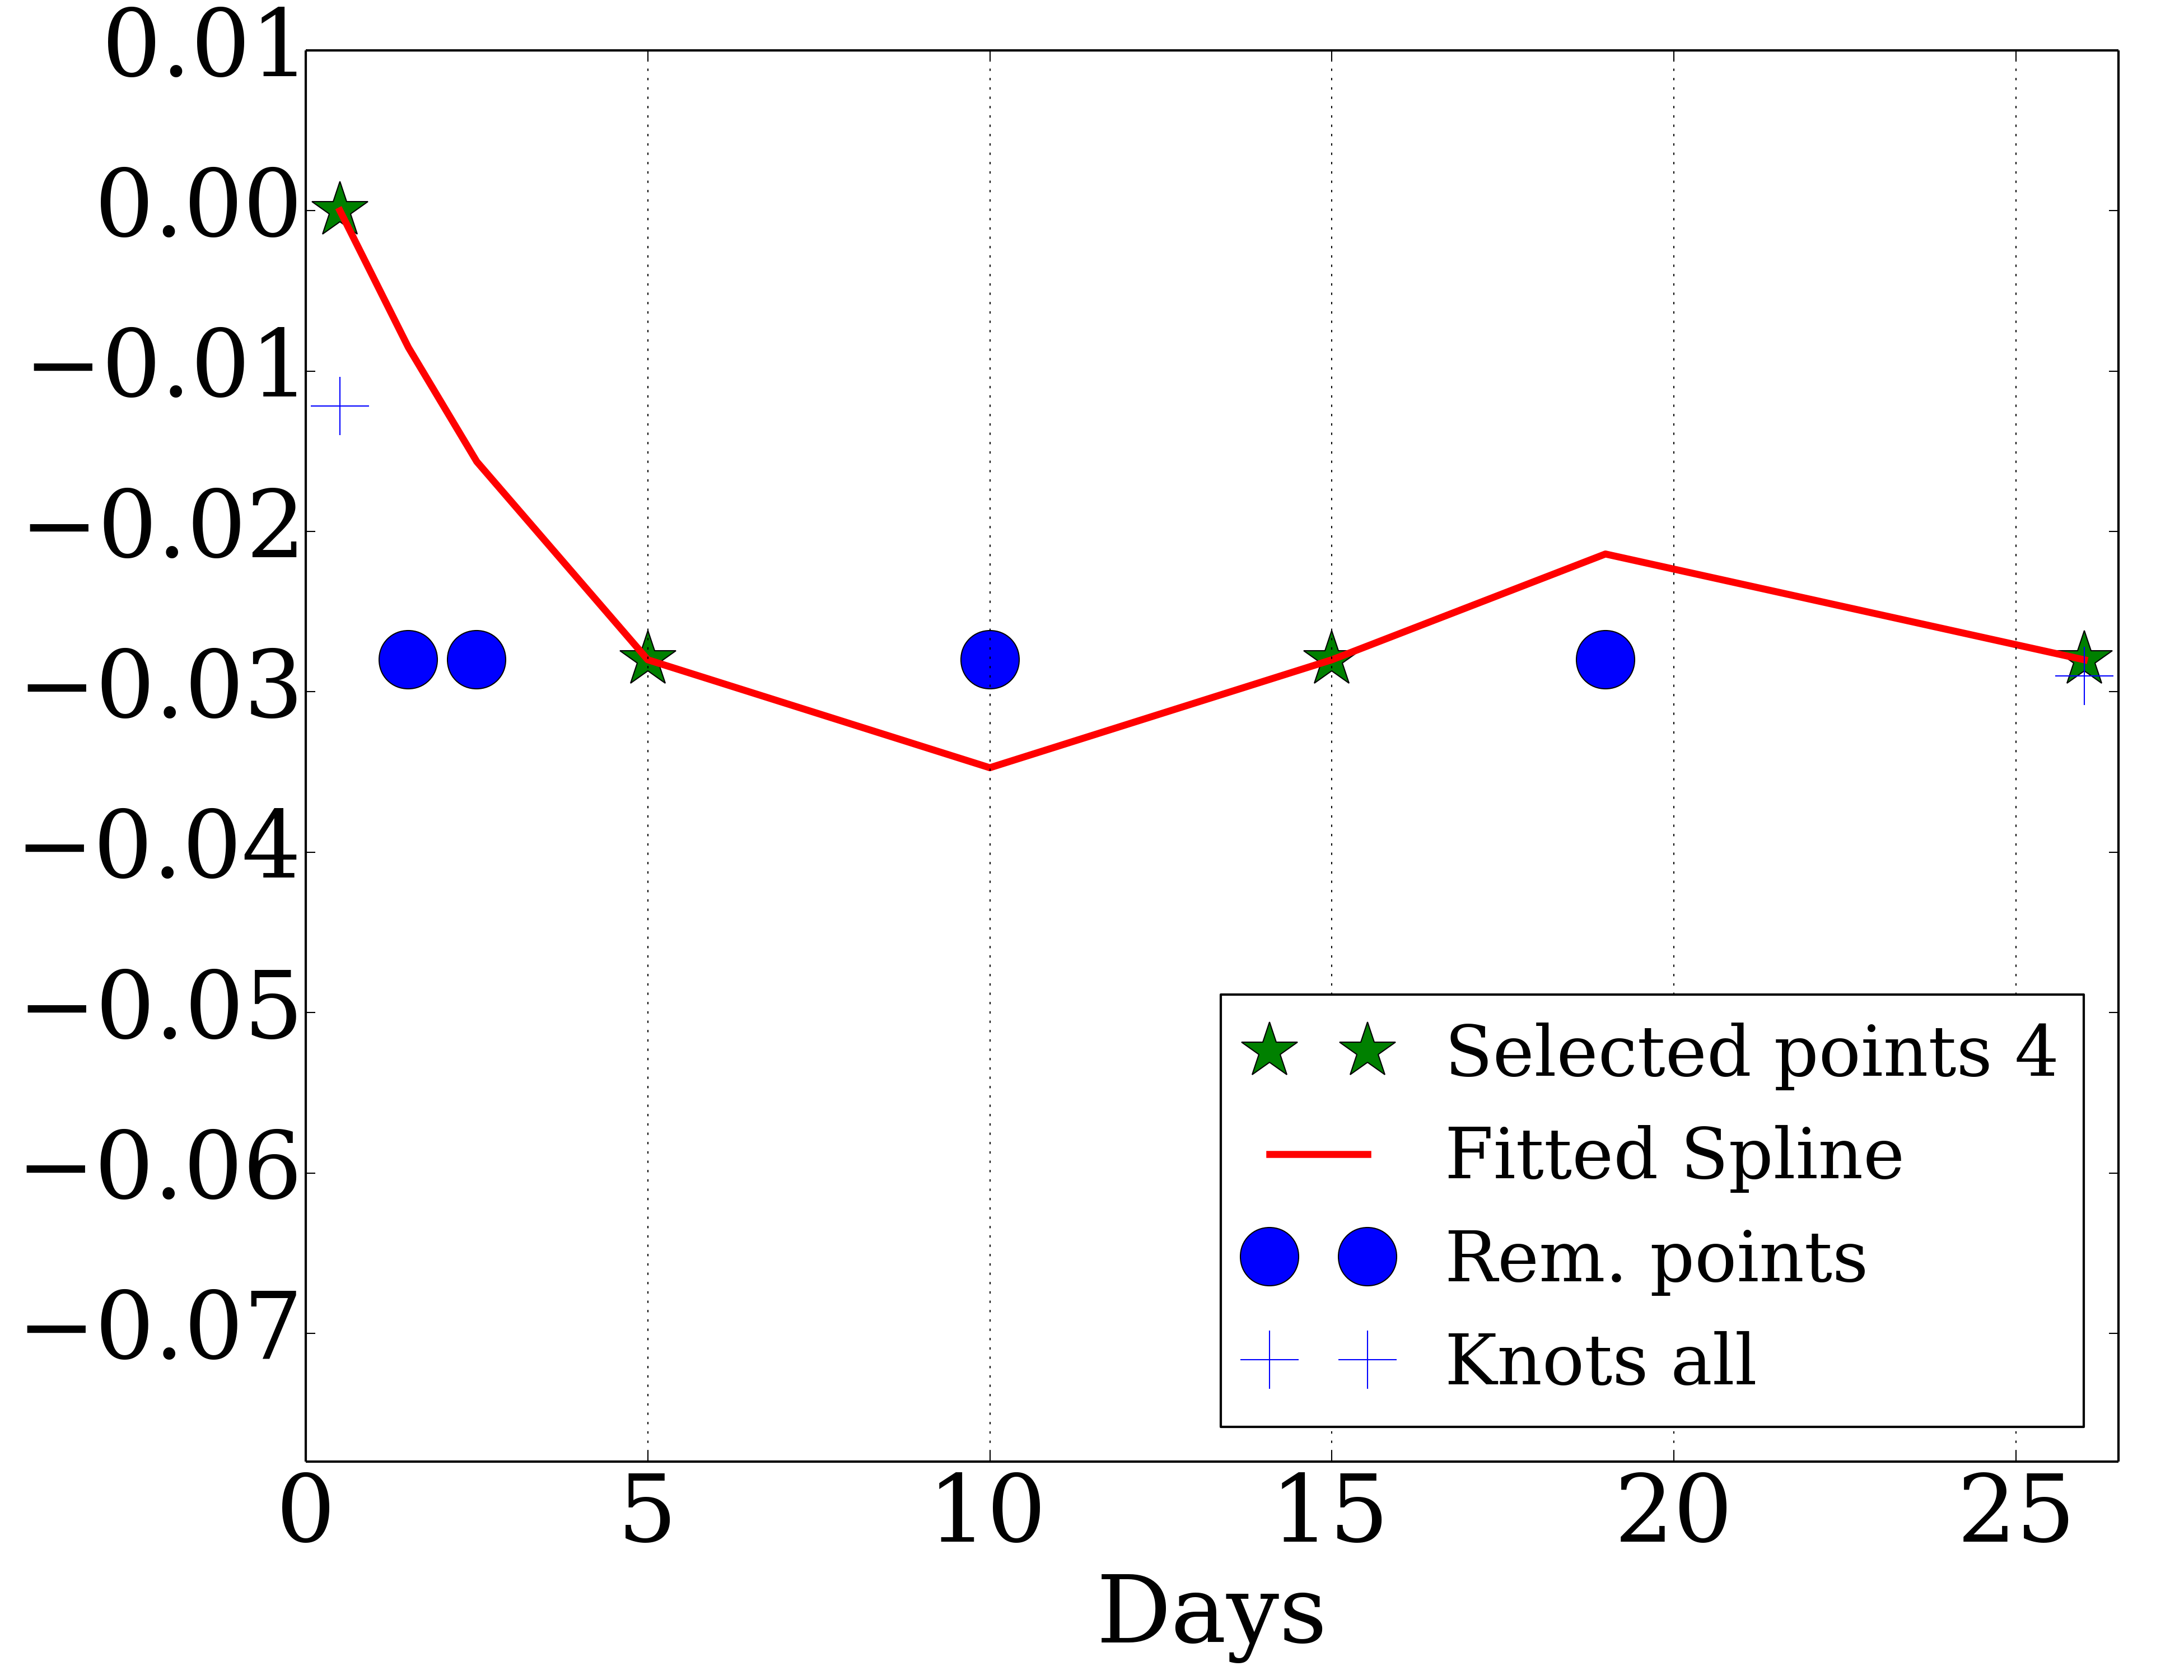 0.01
0.00
−0.01
−0.02
−0.03
−0.04
−0.05
−0.06
−0.07
Selected points 4
Fitted Spline
Rem. points
Knots all
0 5 10 15 20 25
Days